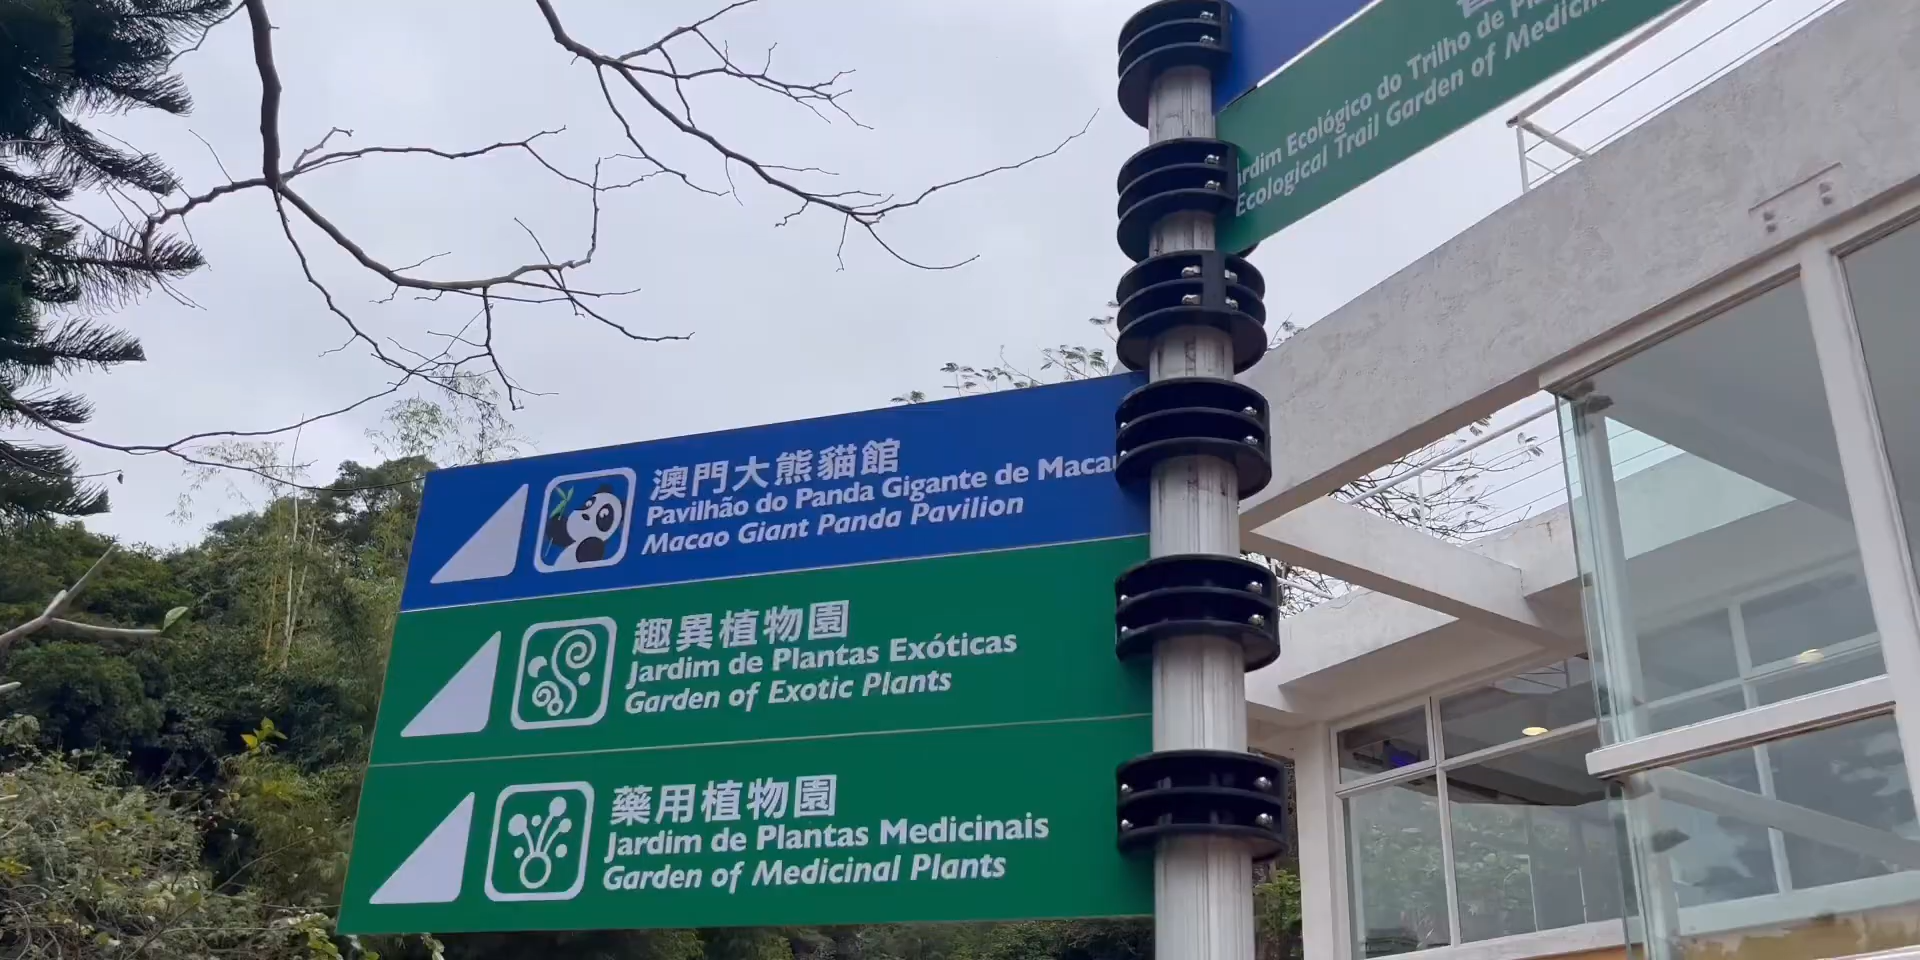 Ecológico do Trilho de
Ecological Trail Garden of
澳門大熊貓館
Pavilhão do Panda Gigante de
Macao Giant Panda Pavilion
趣異植物園
Jardim de Plantas Exóticas
Garden of Exotic Plants
藥用植物園
Jardim de Plantas Medicinais
Garden of Medicinal Plants